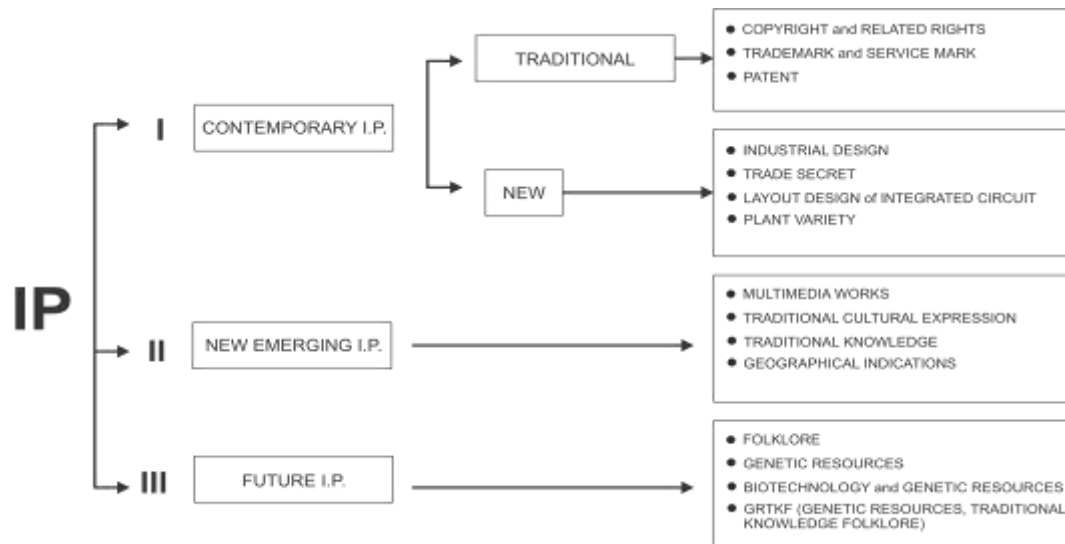 IP
I
CONTEMPORARY I.P.
TRADITIONAL
● COPYRIGHT and RELATED RIGHTS
● TRADEMARK and SERVICE MARK
● PATENT
NEW
● INDUSTRIAL DESIGN
● TRADE SECRET
● LAYOUT DESIGN of INTEGRATED CIRCUIT
● PLANT VARIETY
II
NEW EMERGING I.P.
● MULTIMEDIA WORKS
● TRADITIONAL CULTURAL EXPRESSION
● TRADITIONAL KNOWLEDGE
● GEOGRAPHICAL INDICATIONS
III
FUTURE I.P.
● FOLKLORE
● GENETIC RESOURCES
● BIOTECHNOLOGY and GENETIC RESOURCES
● GRTKF (GENETIC RESOURCES, TRADITIONAL
KNOWLEDGE FOLKLORE)